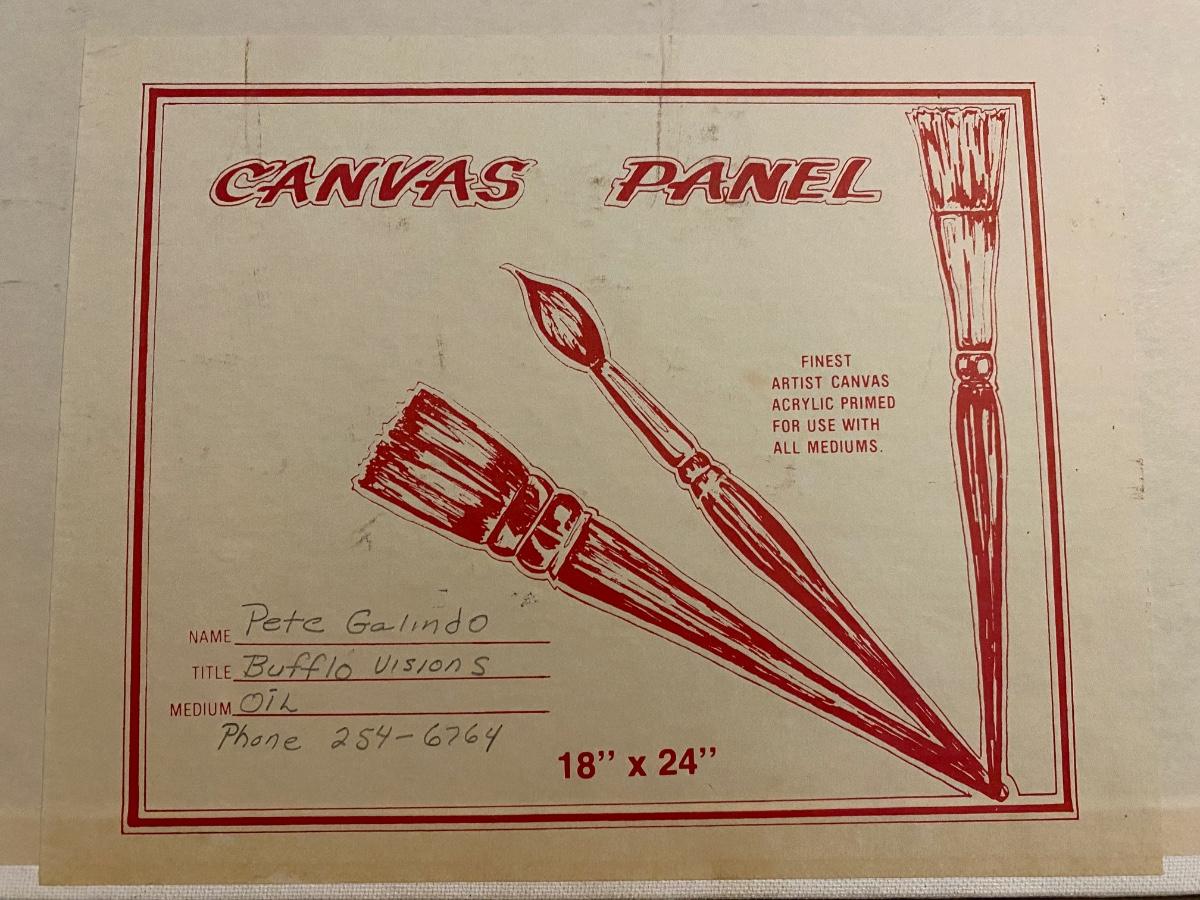 CANVAS PANEL
FINEST
ARTIST CANVAS
ACRYLIC PRIMED
FOR USE WITH
ALL MEDIUMS.
NAME Pete Galindo
TITLE Bufflo Visions
MEDIUM OIL
Phone 254-6764
18” x 24”